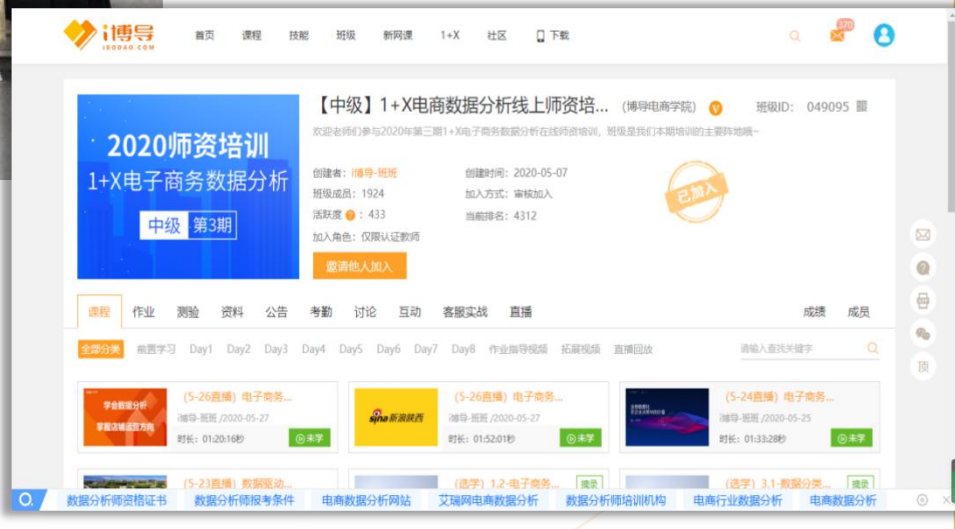 i博导
IBODAO.COM
首页 课程 技能 班级 新网课 1+X 社区 下载
370
2020师资培训
1+X电子商务数据分析
中级 第3期
【中级】1+X电商数据分析线上师资培... (博导电商学院) V 班级ID: 049095
欢迎老师们参与2020年第三期1+X电子商务数据分析在线师资培训，班级是我们本期培训的主要阵地哦~
创建者: i博导-班班 创建时间: 2020-05-07
班级成员: 1924 加入方式: 审核加入
活跃度 ? : 433 当前排名: 4312
加入角色: 仅限认证教师
已加入
邀请他人加入
课程 作业 测验 资料 公告 考勤 讨论 互动 客服实战 直播 成绩 成员
全部分类 前置学习 Day1 Day2 Day3 Day4 Day5 Day6 Day7 Day8 作业指导视频 拓展视频 直播回放 请输入查找关键字
学会数据分析
掌握店铺运营方向
(5-26直播) 电子商务...
i博导-班班 /2020-05-27
时长: 01:20:16秒 未学
sina 新浪陕西
(5-26直播) 电子商务...
i博导-班班 /2020-05-27
时长: 01:52:01秒 未学
(5-24直播) 电子商务...
i博导-班班 /2020-05-25
时长: 01:33:28秒 未学
(5-23直播) 数据驱动...
(选学) 1.2-电子商务... 摘录
(选学) 3.1-数据分类... 摘录
顶
数据分析师资格证书 数据分析师报考条件 电商数据分析网站 艾瑞网电商数据分析 数据分析师培训机构 电商行业数据分析 电商数据分析